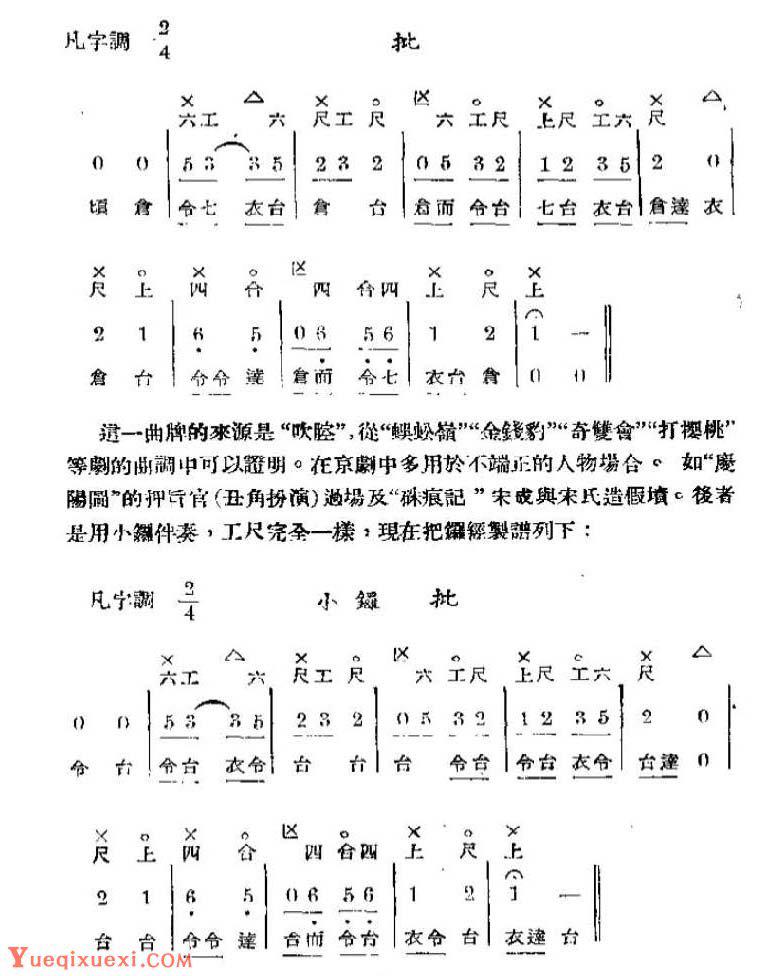 凡字調 2/4 批
× △ × ○ 区 ○ × ○ × △
六工 六 尺工 尺 六 工尺 上尺 工六 尺
0 0 | 5 3 3 5 | 2 3 2 | 0 5 3 2 | 1 2 3 5 | 2 0 |
頃 倉 令七 衣台 倉 台 倉而 令台 七台 衣台 倉達 衣
× ○ × ○ 区 × ○ ×
尺 上 四 合 四 合四 上 尺 上
2 1 | 6 5 | 0 6 5 6 | 1 2 | 1 —
倉 台 令令 達 倉而 令七 衣台 倉 0 0
這一曲牌的來源是“吹腔”,從“蜈蚣嶺”“金錢豹”“奇雙會”“打櫻桃”
等劇的曲調中可以證明。在京劇中多用於不端正的人物場合。如“慶
陽圖”的押旨官(丑角扮演)過場及“硃痕記”宋成與宋氏造假墳。後者
是用小鑼伴奏,工尺完全一樣,現在把鑼經製譜列下:
凡字調 2/4 小鑼 批
× △ × ○ 区 ○ × ○ × △
六工 六 尺工 尺 六 工尺 上尺 工六 尺
0 0 | 5 3 3 5 | 2 3 2 | 0 5 3 2 | 1 2 3 5 | 2 0 |
令 台 令台 衣令 台 台 台 令台 令台 衣令 台達 0
× ○ × ○ 区 ○ × ○ ×
尺 上 四 合 四 合四 上 尺 上
2 1 | 6 5 | 0 6 5 6 | 1 2 | 1 —
台 台 令令 達 台而 令台 衣令 台 衣達 台
Yueqixuexi.com